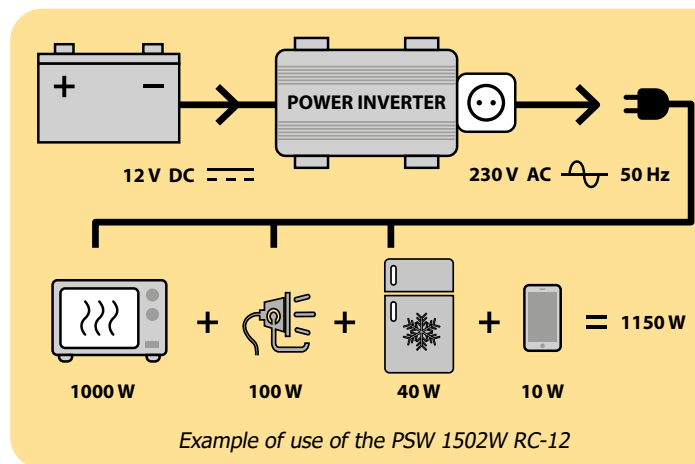 + −
POWER INVERTER
12 V DC
230 V AC 50 Hz
+ + + = 1150 W
1000 W 100 W 40 W 10 W
Example of use of the PSW 1502W RC-12